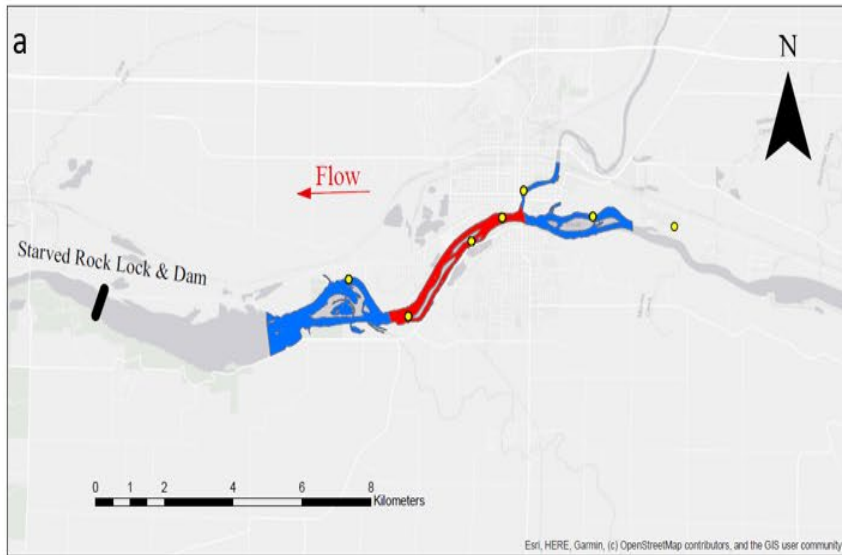 a
N
Flow
Starved Rock Lock & Dam
0 1 2 4 6 8
Kilometers
Esri, HERE, Garmin, (c) OpenStreetMap contributors, and the GIS user community